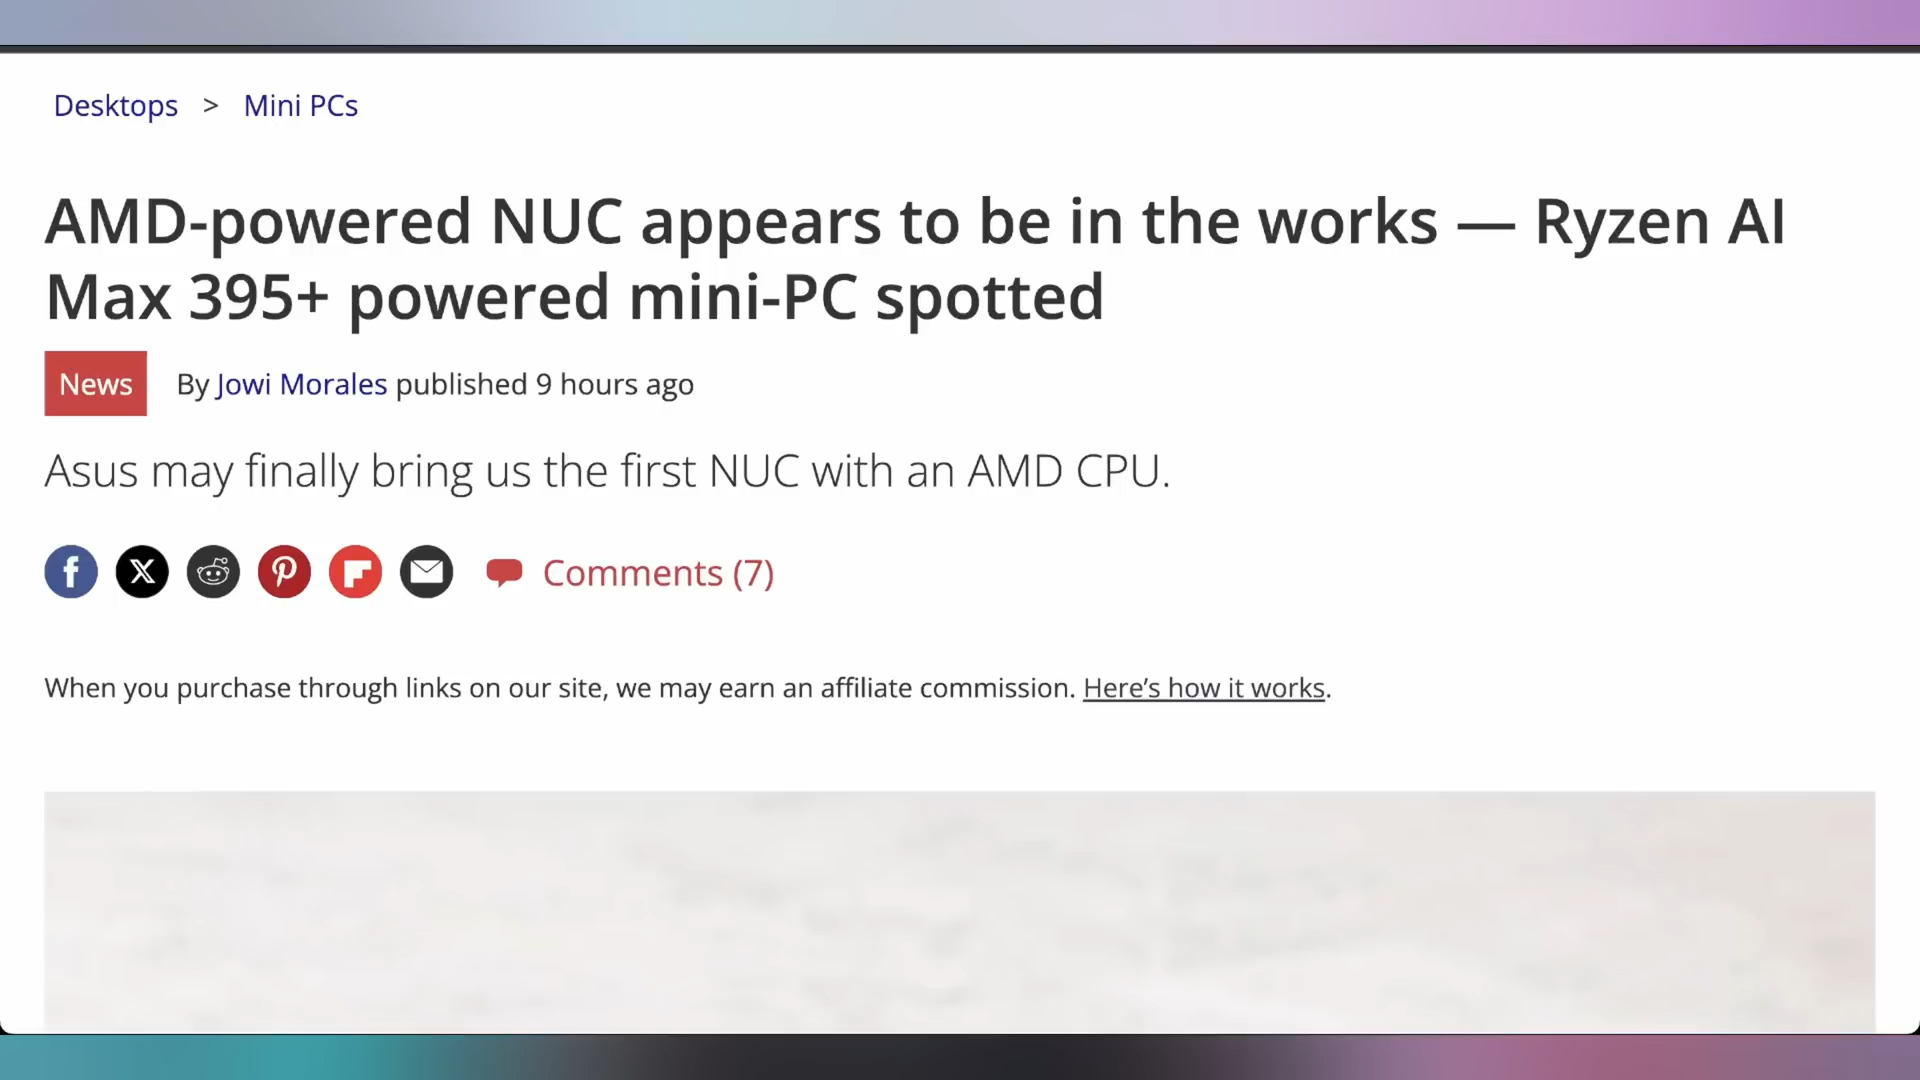 Desktops > Mini PCs
AMD-powered NUC appears to be in the works — Ryzen AI
Max 395+ powered mini-PC spotted
News By Jowi Morales published 9 hours ago
Asus may finally bring us the first NUC with an AMD CPU.
Comments (7)
When you purchase through links on our site, we may earn an affiliate commission. Here’s how it works.